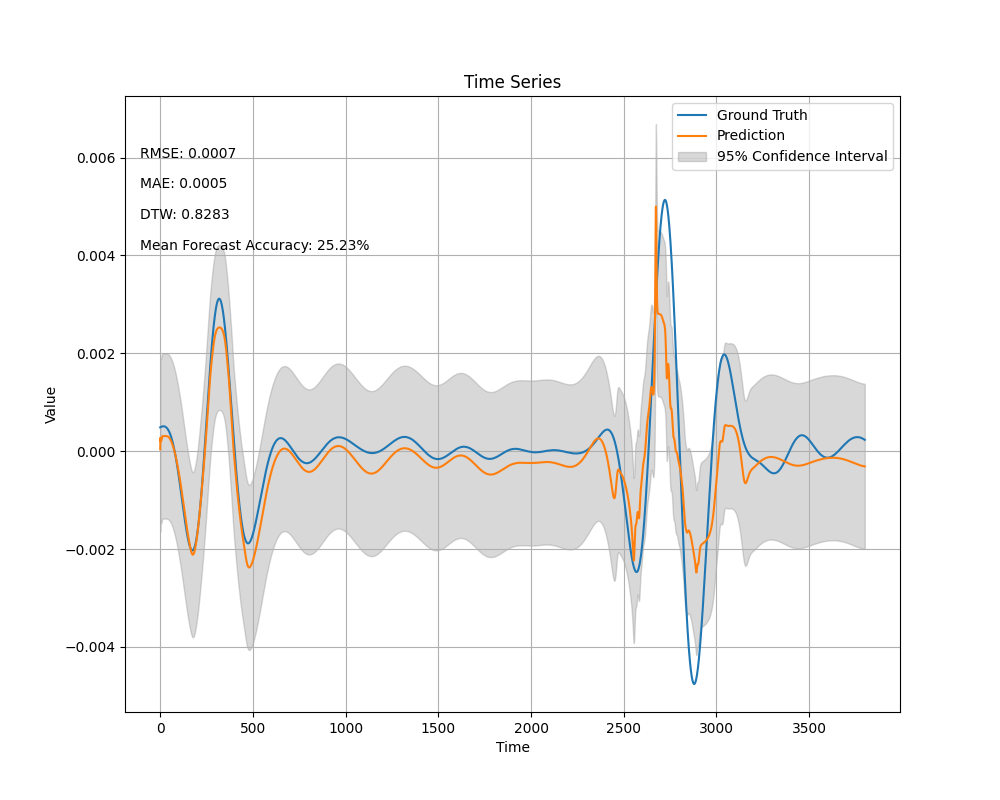 Time Series
Ground Truth
Prediction
95% Confidence Interval
RMSE: 0.0007
MAE: 0.0005
DTW: 0.8283
Mean Forecast Accuracy: 25.23%
0.006
0.004
0.002
0.000
−0.002
−0.004
Value
0 500 1000 1500 2000 2500 3000 3500
Time